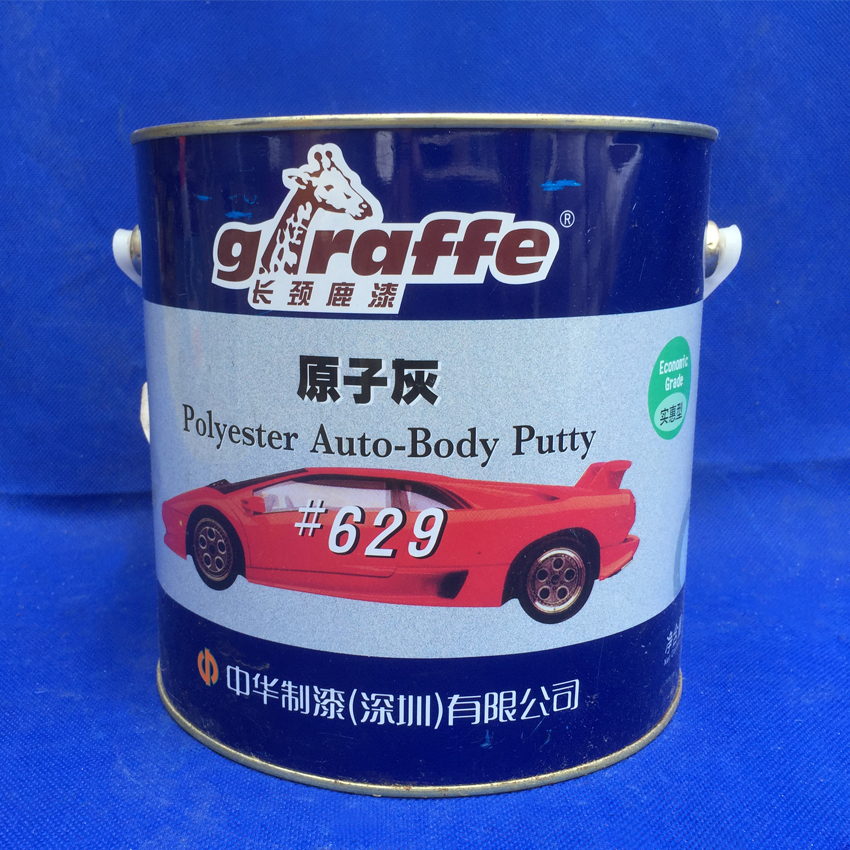 giraffe®
长颈鹿漆
原子灰
Polyester Auto-Body Putty
Economic
Grade
实惠型
#629
中华制漆(深圳)有限公司
净